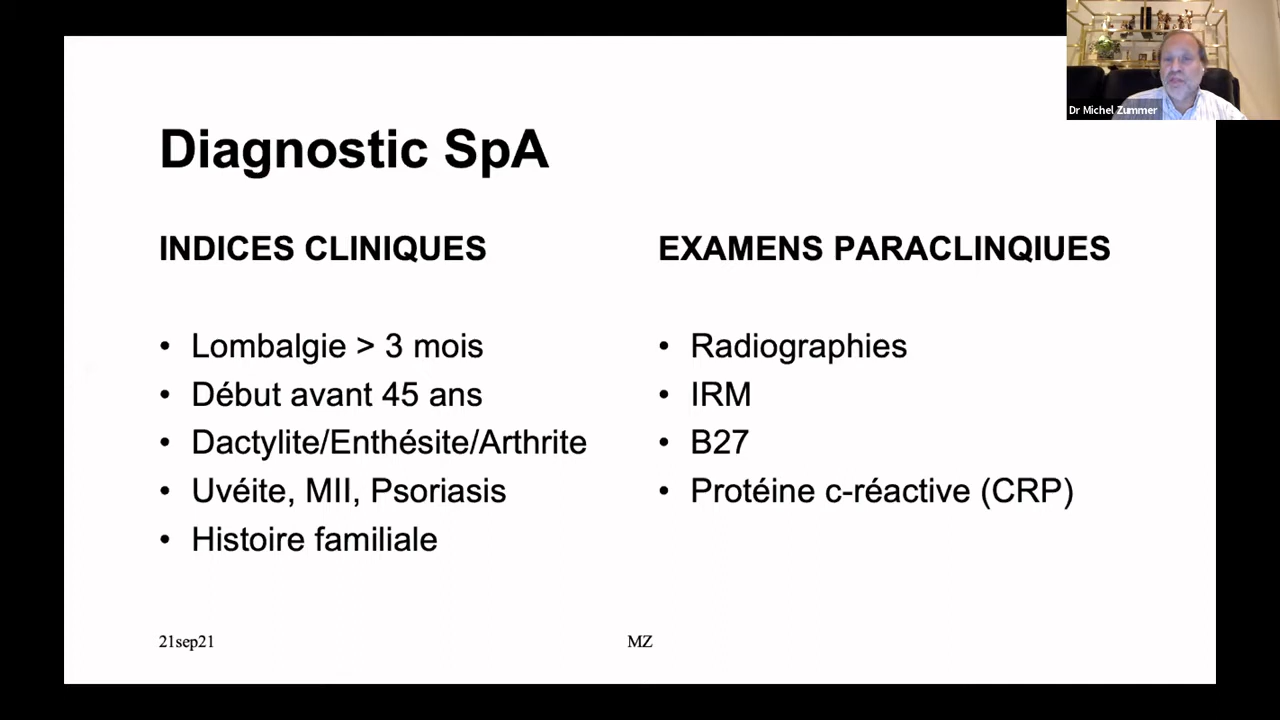 Dr Michel Zummer
Diagnostic SpA
INDICES CLINIQUES
• Lombalgie > 3 mois
• Début avant 45 ans
• Dactylite/Enthésite/Arthrite
• Uvéite, MII, Psoriasis
• Histoire familiale
EXAMENS PARACLINQIUES
• Radiographies
• IRM
• B27
• Protéine c-réactive (CRP)
21sep21
MZ